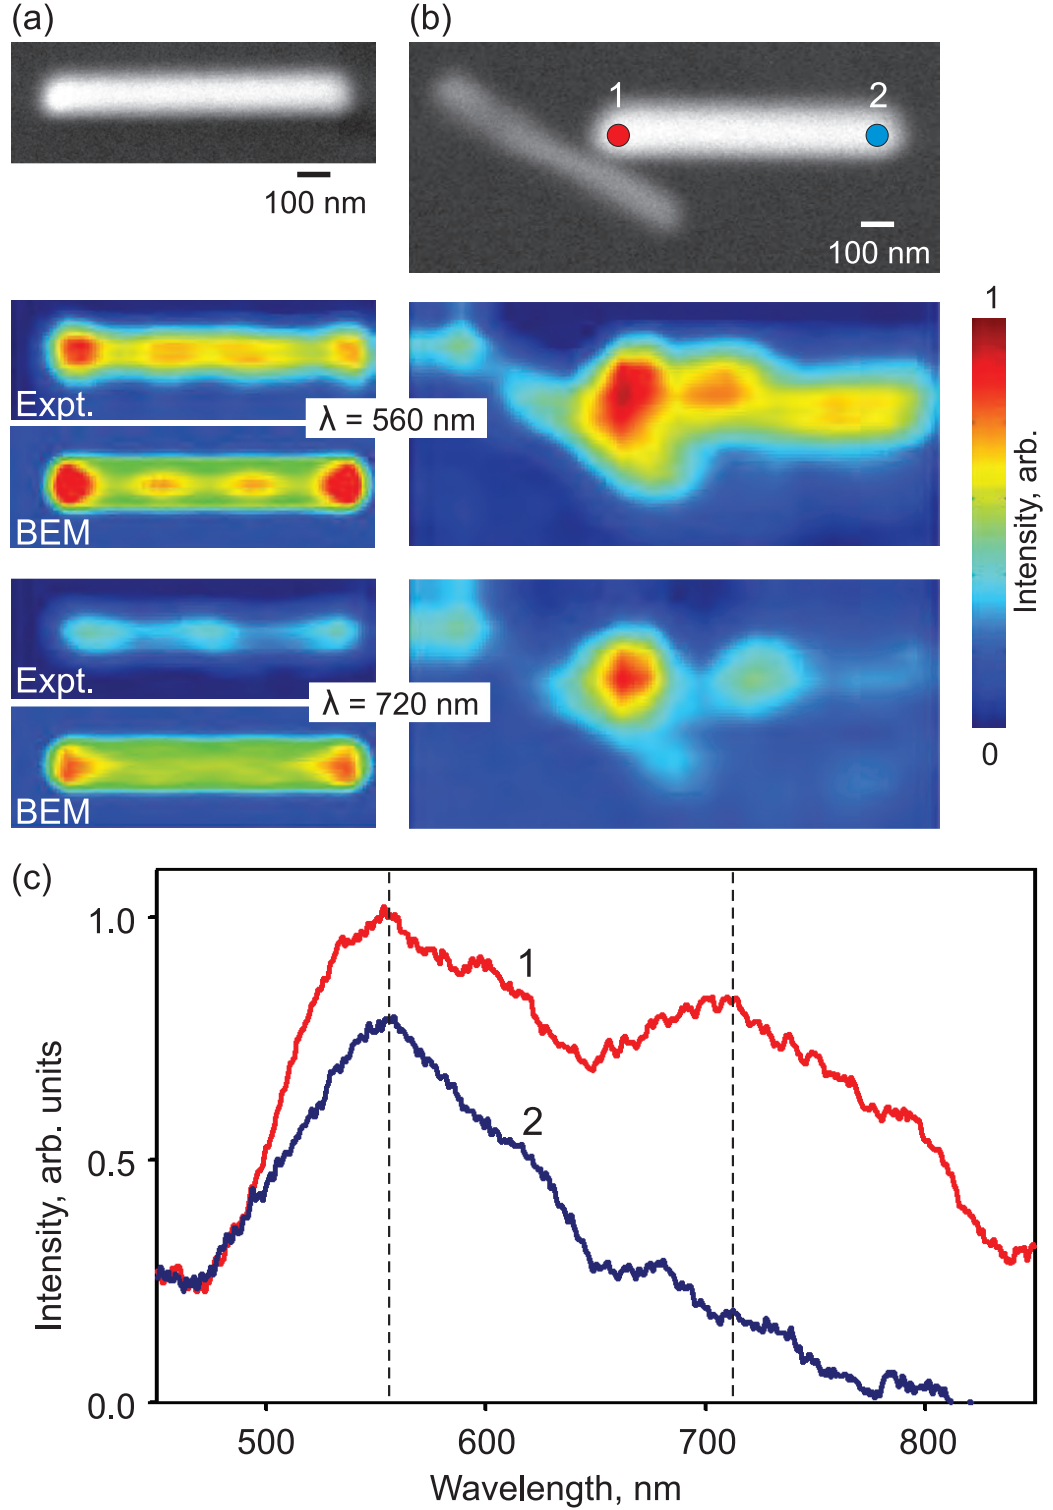 (a)
(b)
1
2
100 nm
100 nm
1
Expt.
λ = 560 nm
BEM
Intensity, arb.
Expt.
λ = 720 nm
BEM
0
(c)
1.0
1
0.5
2
0.0
Intensity, arb. units
500
600
700
800
Wavelength, nm